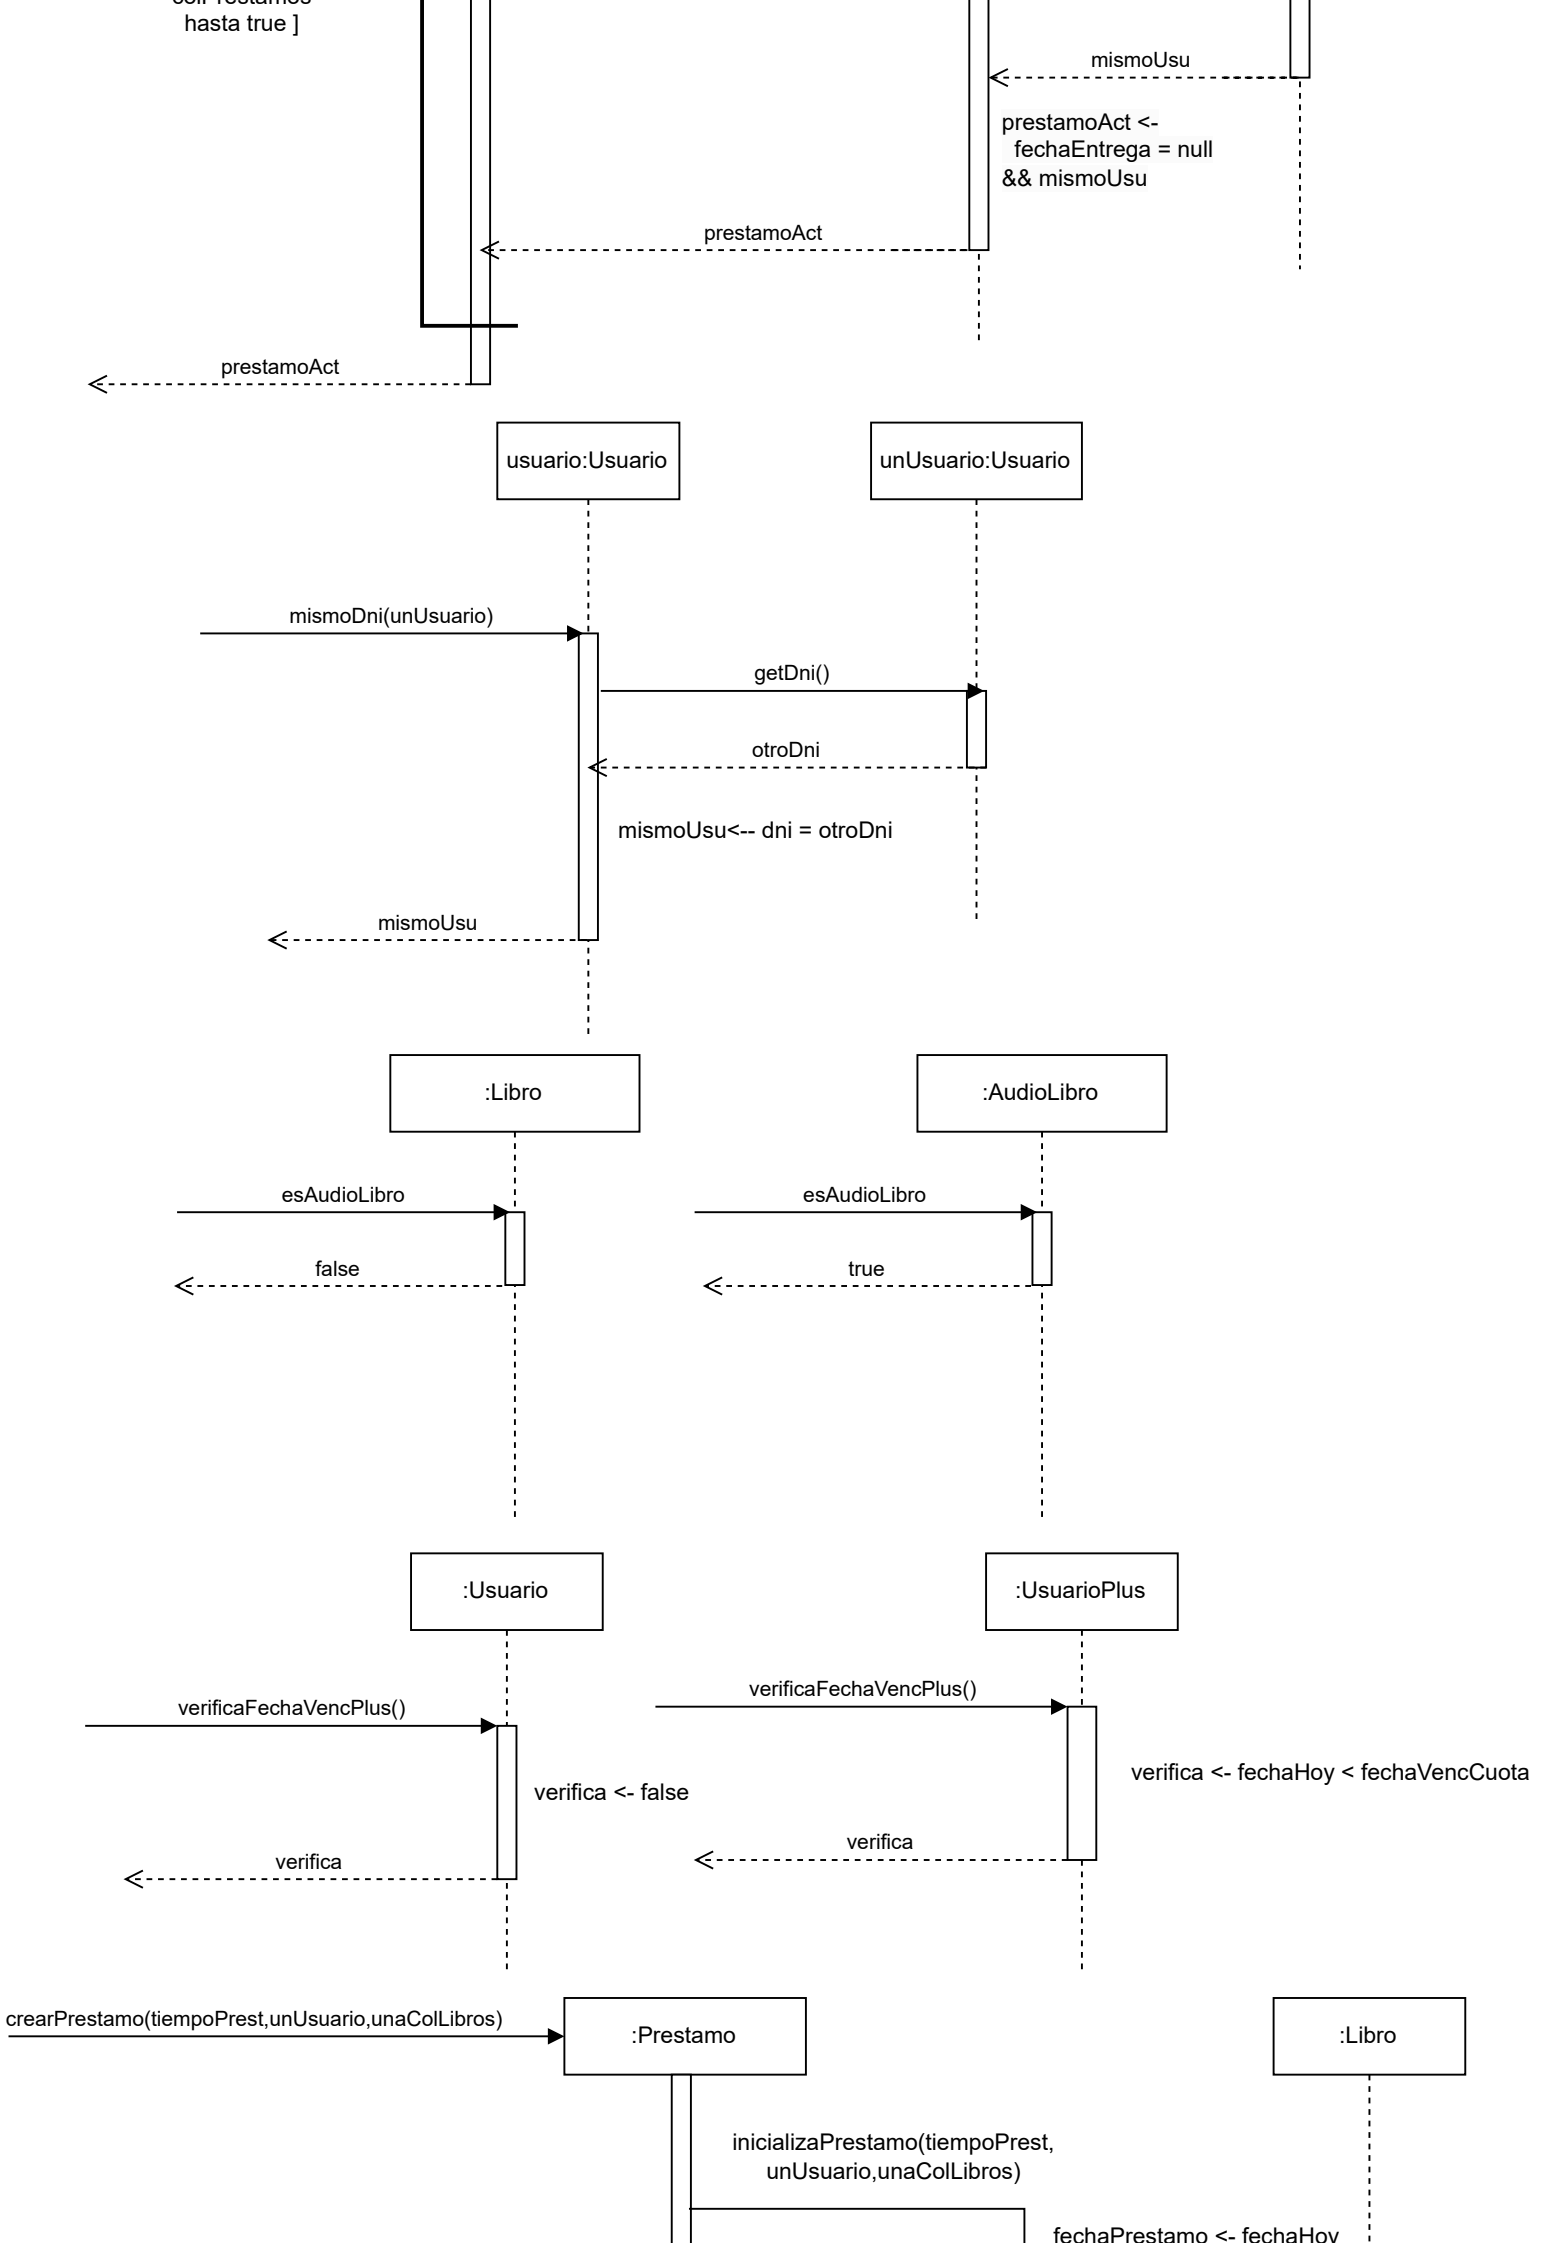 hasta true ]
mismoUsu
prestamoAct <-
fechaEntrega = null
&& mismoUsu
prestamoAct
prestamoAct
usuario:Usuario
unUsuario:Usuario
mismoDni(unUsuario)
getDni()
otroDni
mismoUsu<-- dni = otroDni
mismoUsu
:Libro
:AudioLibro
esAudioLibro
esAudioLibro
false
true
:Usuario
:UsuarioPlus
verificaFechaVencPlus()
verificaFechaVencPlus()
verifica <- fechaHoy < fechaVencCuota
verifica <- false
verifica
verifica
crearPrestamo(tiempoPrest,unUsuario,unaColLibros)
:Prestamo
:Libro
inicializaPrestamo(tiempoPrest,
unUsuario,unaColLibros)
fechaPrestamo <- fechaHoy